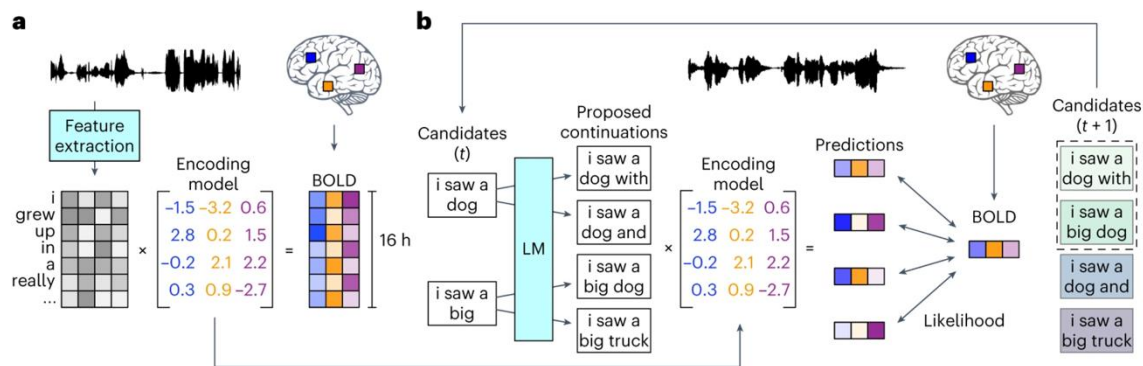 a
Feature
extraction
Encoding
model
BOLD
i
grew
up
in
a
really
...
×
−1.5 −3.2 0.6
2.8 0.2 1.5
−0.2 2.1 2.2
0.3 0.9 −2.7
=
16 h
b
Candidates
(t)
i saw a
dog
i saw a
big
LM
Proposed
continuations
i saw a
dog with
i saw a
dog and
i saw a
big dog
i saw a
big truck
×
Encoding
model
−1.5 −3.2 0.6
2.8 0.2 1.5
−0.2 2.1 2.2
0.3 0.9 −2.7
=
Predictions
BOLD
Likelihood
Candidates
(t + 1)
i saw a
dog with
i saw a
big dog
i saw a
dog and
i saw a
big truck